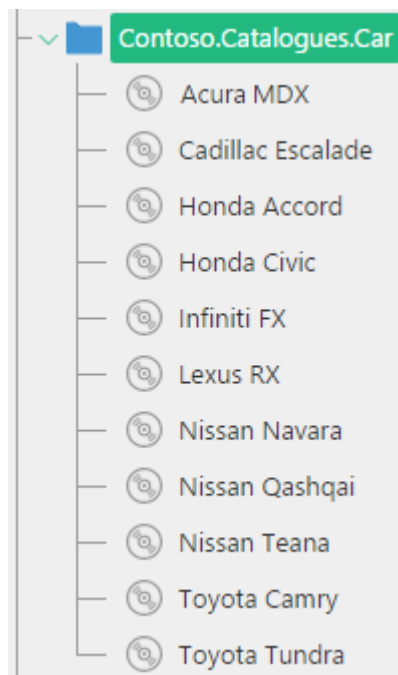 Contoso.Catalogues.Car
Acura MDX
Cadillac Escalade
Honda Accord
Honda Civic
Infiniti FX
Lexus RX
Nissan Navara
Nissan Qashqai
Nissan Teana
Toyota Camry
Toyota Tundra